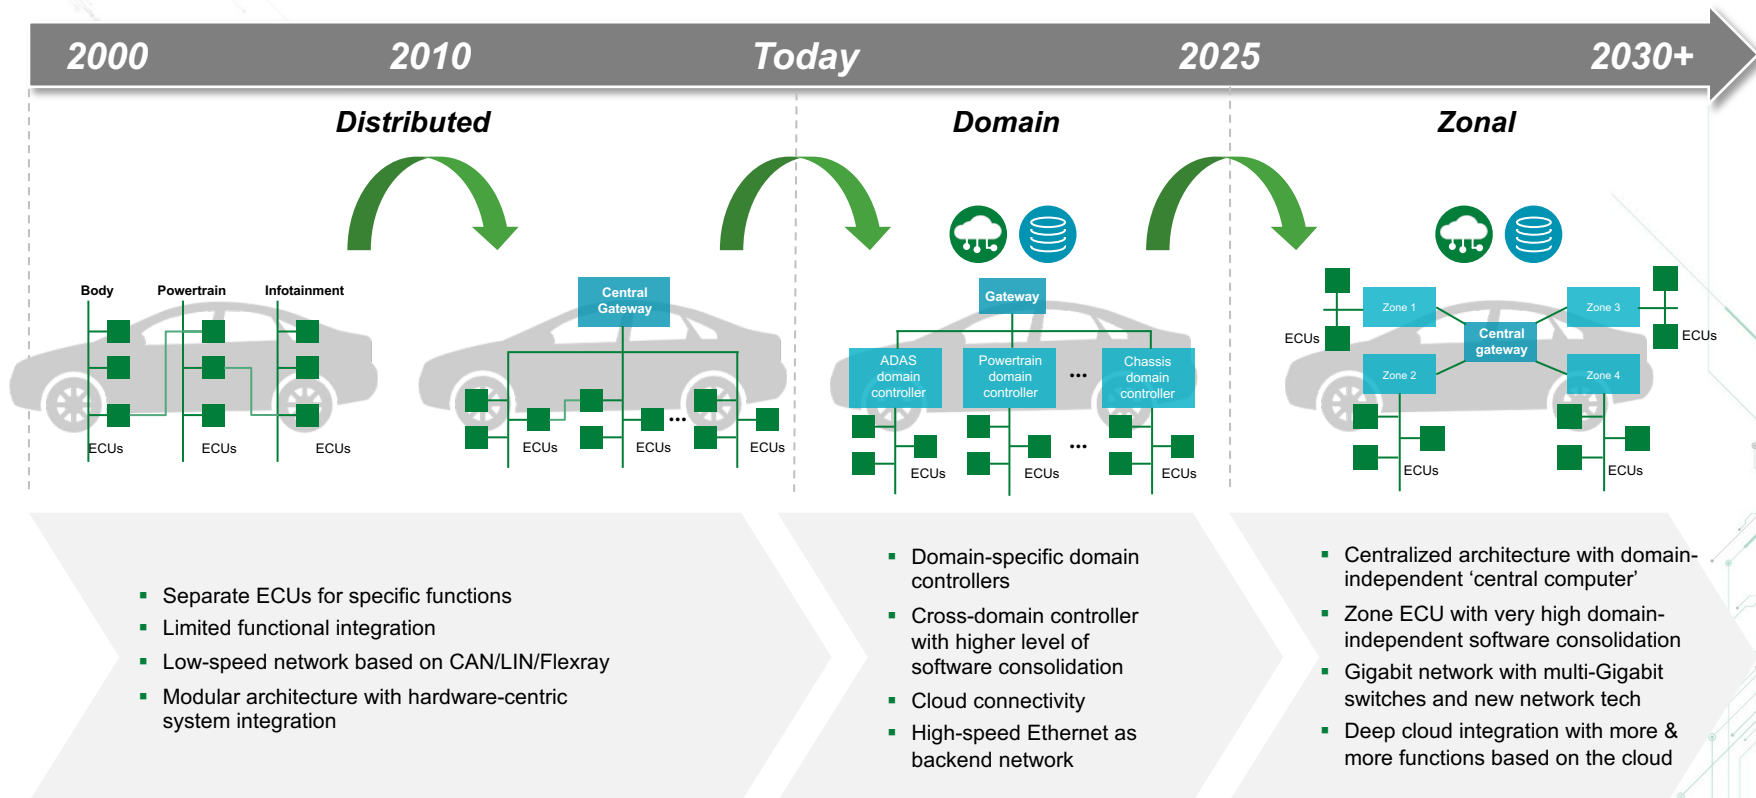 2000 2010 Today 2025 2030+
Distributed
Domain
Zonal
Body Powertrain Infotainment
ECUs ECUs ECUs
Central
Gateway
...
ECUs ECUs ECUs
Gateway
ADAS
domain
controller
Powertrain
domain
controller
...
Chassis
domain
controller
...
ECUs ECUs ECUs
Zone 1
Zone 3
ECUs
Central
gateway
ECUs
Zone 2
Zone 4
ECUs ECUs
▪ Separate ECUs for specific functions
▪ Limited functional integration
▪ Low-speed network based on CAN/LIN/Flexray
▪ Modular architecture with hardware-centric
system integration
▪ Domain-specific domain
controllers
▪ Cross-domain controller
with higher level of
software consolidation
▪ Cloud connectivity
▪ High-speed Ethernet as
backend network
▪ Centralized architecture with domain-
independent ‘central computer’
▪ Zone ECU with very high domain-
independent software consolidation
▪ Gigabit network with multi-Gigabit
switches and new network tech
▪ Deep cloud integration with more &
more functions based on the cloud